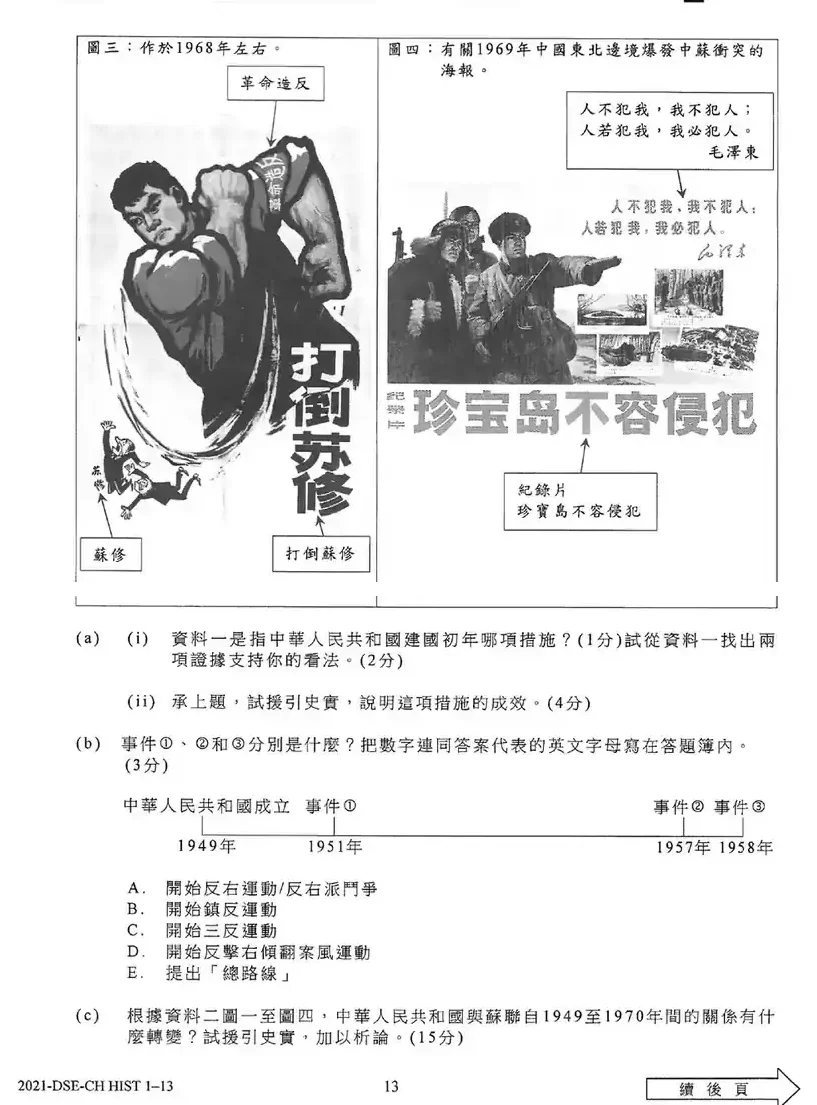 圖三：作於1968年左右。
革命造反
打倒苏修
苏修
蘇修
打倒蘇修
圖四：有關1969年中國東北邊境爆發中蘇衝突的
海報。
人不犯我，我不犯人；
人若犯我，我必犯人。
毛澤東
人不犯我，我不犯人；
人若犯我，我必犯人。
毛泽东
纪录片
珍宝岛不容侵犯
紀錄片
珍寶島不容侵犯
(a) (i) 資料一是指中華人民共和國建國初年哪項措施？(1分)試從資料一找出兩
項證據支持你的看法。(2分)
(ii) 承上題，試援引史實，說明這項措施的成效。(4分)
(b) 事件①、②和③分別是什麼？把數字連同答案代表的英文字母寫在答題簿內。
(3分)
中華人民共和國成立 事件① 事件② 事件③
1949年 1951年 1957年 1958年
A. 開始反右運動/反右派鬥爭
B. 開始鎮反運動
C. 開始三反運動
D. 開始反擊右傾翻案風運動
E. 提出「總路線」
(c) 根據資料二圖一至圖四，中華人民共和國與蘇聯自1949至1970年間的關係有什
麼轉變？試援引史實，加以析論。(15分)
2021-DSE-CH HIST 1–13 13 續後頁